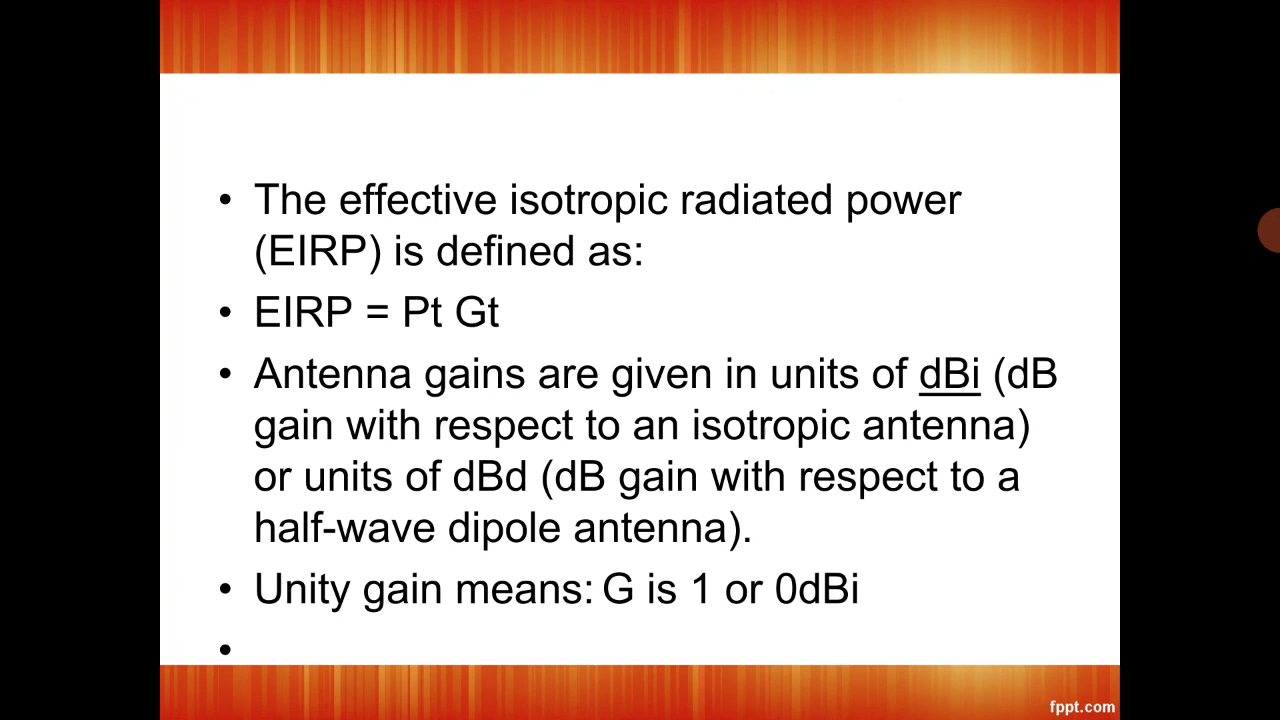 • The effective isotropic radiated power
(EIRP) is defined as:
• EIRP = Pt Gt
• Antenna gains are given in units of dBi (dB
gain with respect to an isotropic antenna)
or units of dBd (dB gain with respect to a
half-wave dipole antenna).
• Unity gain means: G is 1 or 0dBi
•
fppt.com